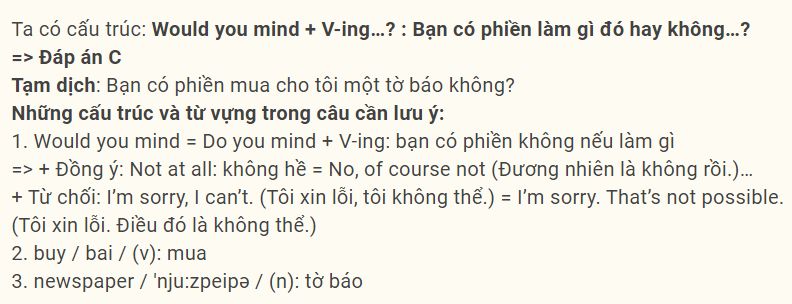 Ta có cấu trúc: Would you mind + V-ing...? : Bạn có phiền làm gì đó hay không...?
=> Đáp án C
Tạm dịch: Bạn có phiền mua cho tôi một tờ báo không?
Những cấu trúc và từ vựng trong câu cần lưu ý:
1. Would you mind = Do you mind + V-ing: bạn có phiền không nếu làm gì
=> + Đồng ý: Not at all: không hề = No, of course not (Đương nhiên là không rồi.)...
+ Từ chối: I’m sorry, I can’t. (Tôi xin lỗi, tôi không thể.) = I’m sorry. That’s not possible.
(Tôi xin lỗi. Điều đó là không thể.)
2. buy / bai / (v): mua
3. newspaper / 'nju:zpeipə / (n): tờ báo